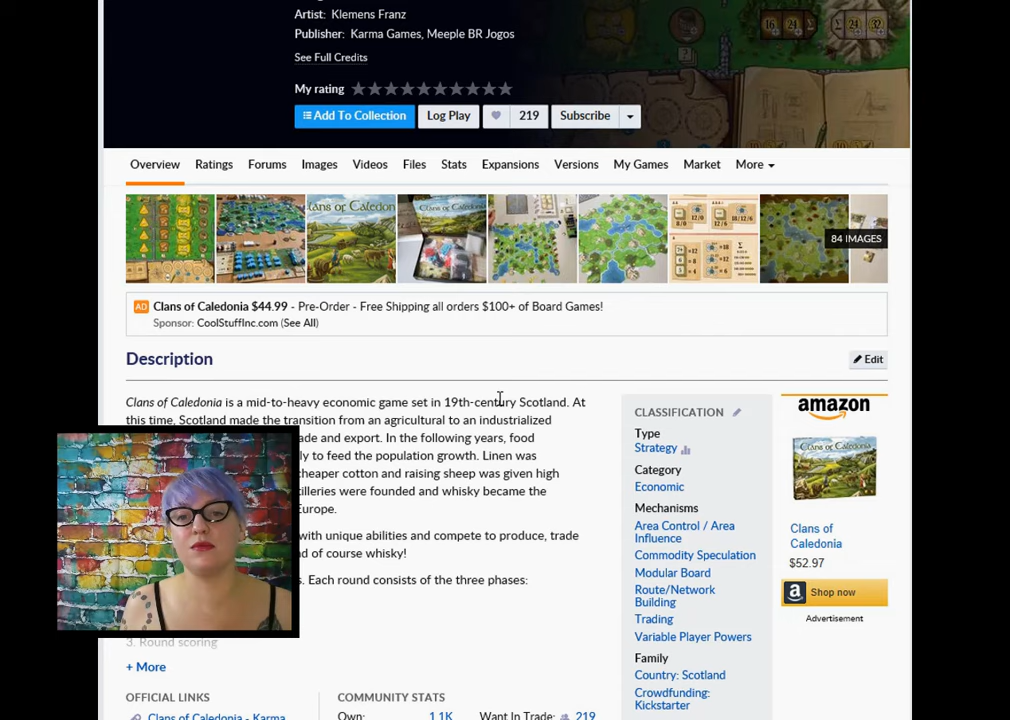 Artist: Klemens Franz
Publisher: Karma Games, Meeple BR Jogos
See Full Credits
My rating
Add To Collection
Log Play
219
Subscribe
Overview
Ratings
Forums
Images
Videos
Files
Stats
Expansions
Versions
My Games
Market
More
84 IMAGES
AD Clans of Caledonia $44.99 - Pre-Order - Free Shipping all orders $100+ of Board Games!
Sponsor: CoolStuffInc.com (See All)
Description
Edit
Clans of Caledonia is a mid-to-heavy economic game set in 19th-century Scotland. At
this time, Scotland made the transition from an agricultural to an industrialized
ade and export. In the following years, food
ly to feed the population growth. Linen was
cheaper cotton and raising sheep was given high
tilleries were founded and whisky became the
Europe.
with unique abilities and compete to produce, trade
nd of course whisky!
s. Each round consists of the three phases:
3. Round scoring
+ More
OFFICIAL LINKS
Clans of Caledonia - Karma
COMMUNITY STATS
Own: 1.1K
Want In Trade: 219
CLASSIFICATION
Type
Strategy
Category
Economic
Mechanisms
Area Control / Area
Influence
Commodity Speculation
Modular Board
Route/Network
Building
Trading
Variable Player Powers
Family
Country: Scotland
Crowdfunding:
Kickstarter
amazon
Clans of
Caledonia
$52.97
Shop now
Advertisement